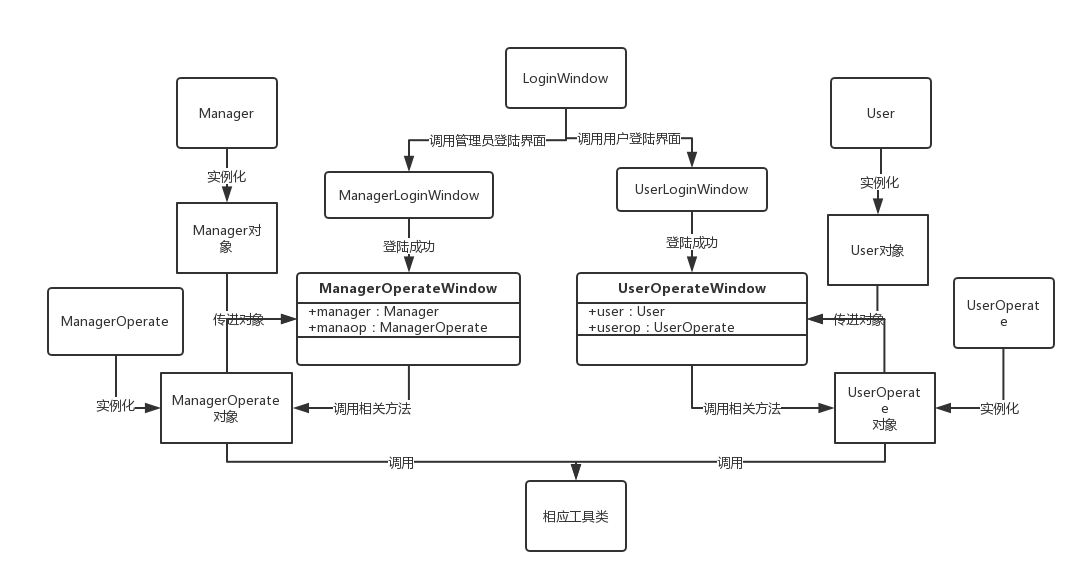 LoginWindow
Manager
User
调用管理员登陆界面
调用用户登陆界面
实例化
实例化
ManagerLoginWindow
UserLoginWindow
Manager对
象
登陆成功
登陆成功
User对象
ManagerOperateWindow
+manager : Manager
+manaop : ManagerOperate
UserOperateWindow
+user : User
+userop : UserOperate
ManagerOperate
传进对象
传进对象
UserOperat
e
实例化
ManagerOperate
对象
调用相关方法
调用相关方法
UserOperat
e
对象
实例化
调用
调用
相应工具类